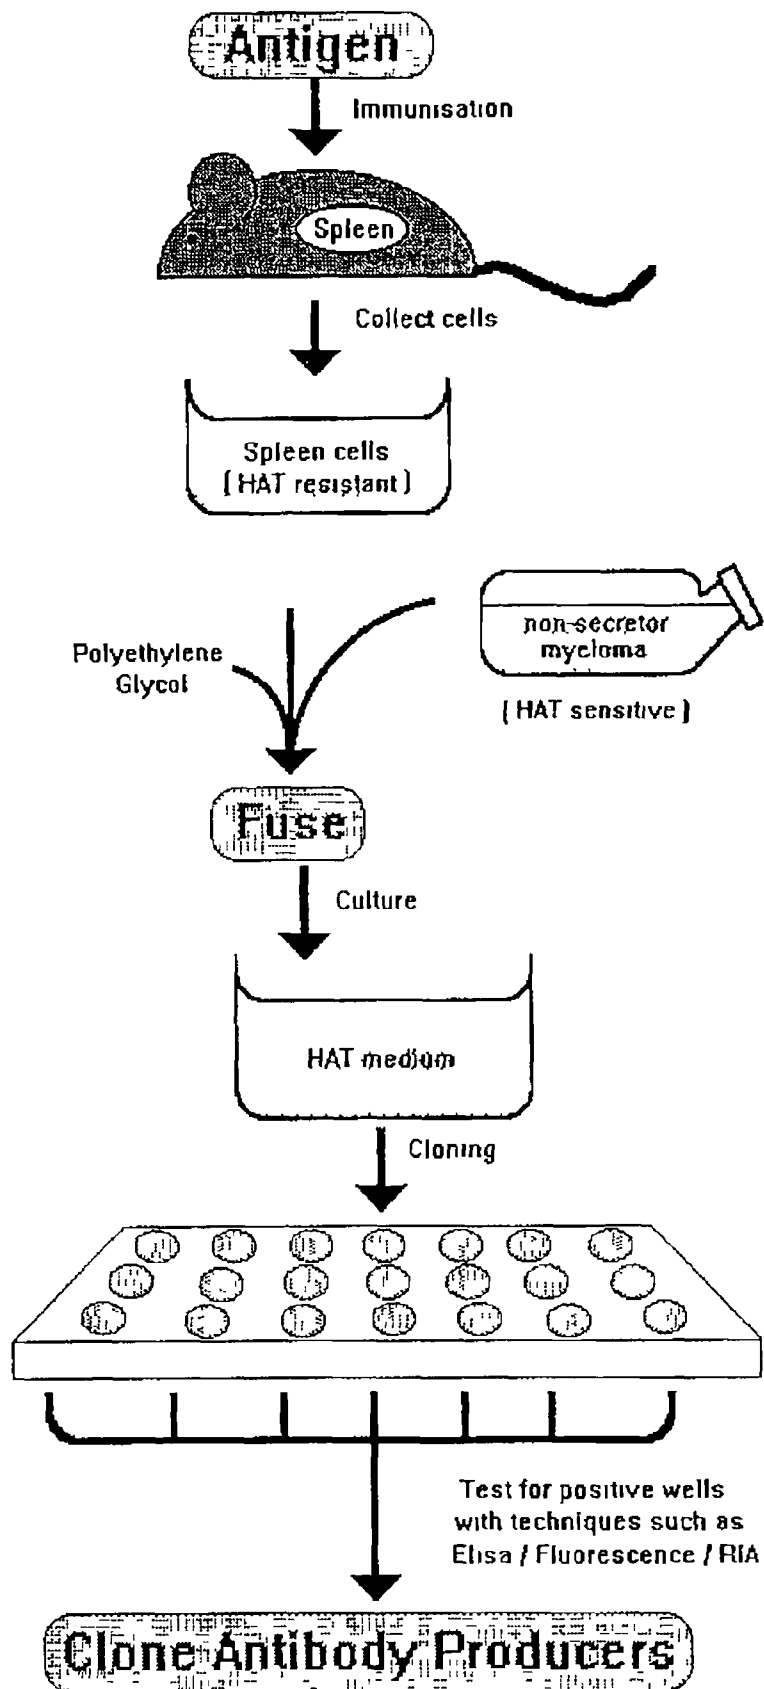 Antigen
Immunisation
Spleen
Collect cells
Spleen cells
(HAT resistant)
non-secretor
myeloma
(HAT sensitive)
Polyethylene
Glycol
Fuse
Culture
HAT medium
Cloning
Test for positive wells
with techniques such as
Elisa / Fluorescence / RIA
Clone Antibody Producers